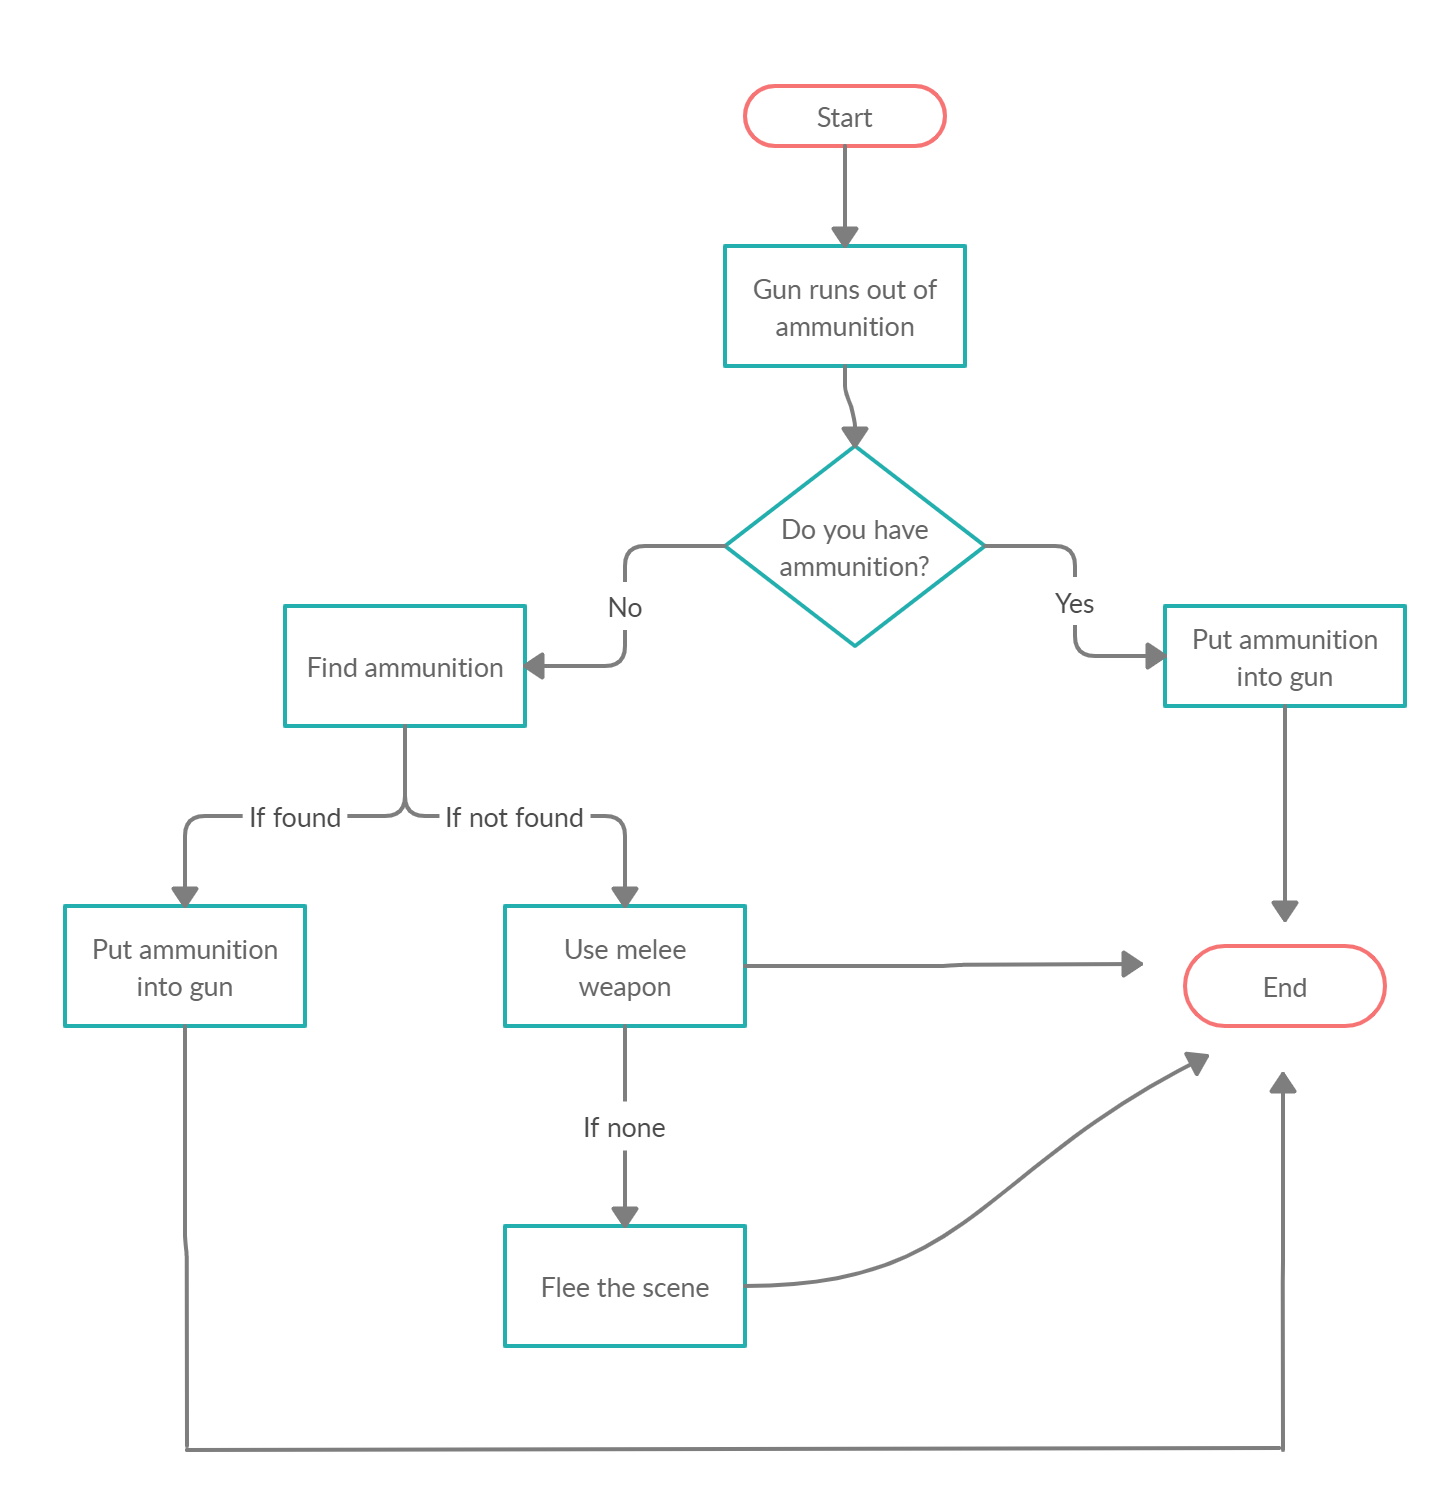 Start
Gun runs out of
ammunition
Do you have
ammunition?
No
Yes
Find ammunition
Put ammunition
into gun
If found
If not found
Put ammunition
into gun
Use melee
weapon
End
If none
Flee the scene